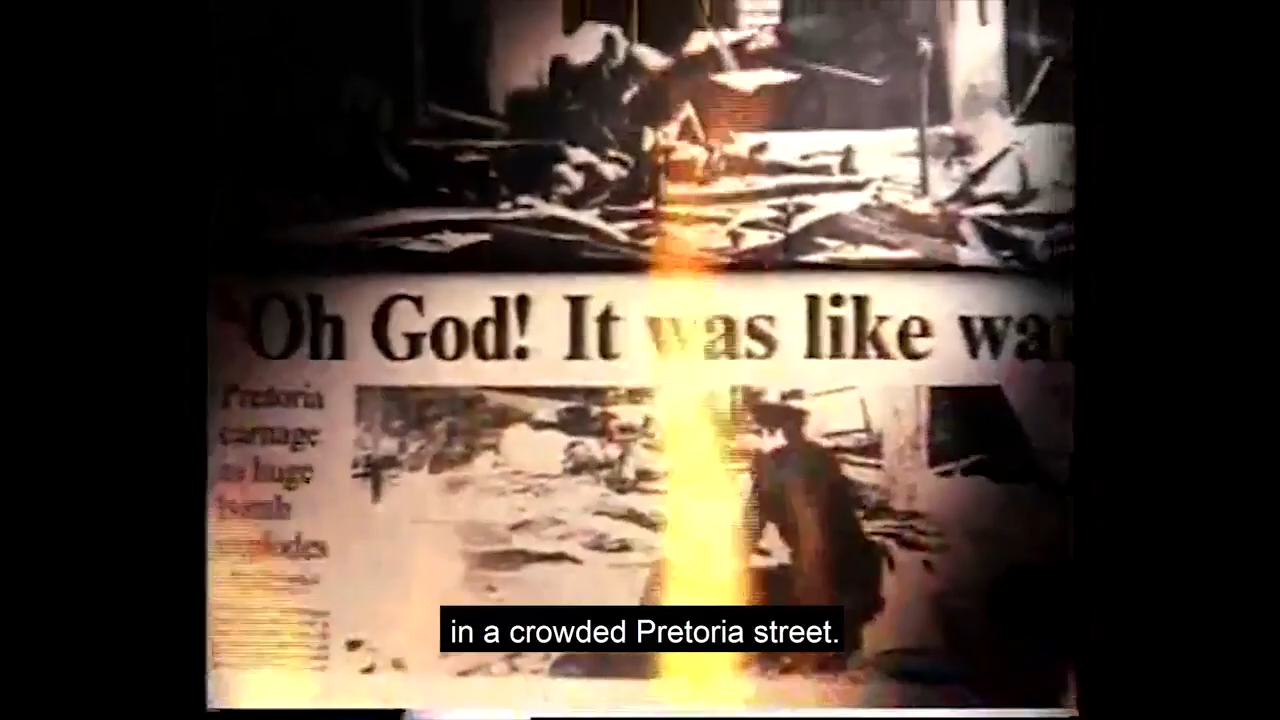 Oh God! It was like wa
Pretoria
carnage
as huge
bomb
explodes
in a crowded Pretoria street.